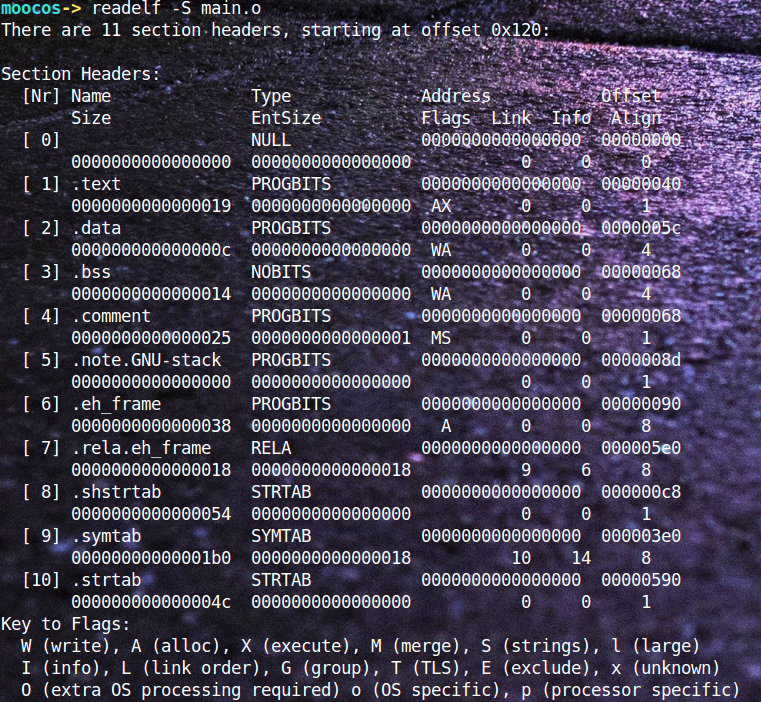 moocos-> readelf -S main.o
There are 11 section headers, starting at offset 0x120:
Section Headers:
[Nr] Name Type Address Offset
Size EntSize Flags Link Info Align
[ 0] NULL 0000000000000000 00000000
0000000000000000 0000000000000000 0 0 0
[ 1] .text PROGBITS 0000000000000000 00000040
0000000000000019 0000000000000000 AX 0 0 1
[ 2] .data PROGBITS 0000000000000000 0000005c
000000000000000c 0000000000000000 WA 0 0 4
[ 3] .bss NOBITS 0000000000000000 00000068
0000000000000014 0000000000000000 WA 0 0 4
[ 4] .comment PROGBITS 0000000000000000 00000068
0000000000000025 0000000000000001 MS 0 0 1
[ 5] .note.GNU-stack PROGBITS 0000000000000000 0000008d
0000000000000000 0000000000000000 0 0 1
[ 6] .eh_frame PROGBITS 0000000000000000 00000090
0000000000000038 0000000000000000 A 0 0 8
[ 7] .rela.eh_frame RELA 0000000000000000 000005e0
0000000000000018 0000000000000018 9 6 8
[ 8] .shstrtab STRTAB 0000000000000000 000000c8
0000000000000054 0000000000000000 0 0 1
[ 9] .symtab SYMTAB 0000000000000000 000003e0
00000000000001b0 0000000000000018 10 14 8
[10] .strtab STRTAB 0000000000000000 00000590
000000000000004c 0000000000000000 0 0 1
Key to Flags:
W (write), A (alloc), X (execute), M (merge), S (strings), l (large)
I (info), L (link order), G (group), T (TLS), E (exclude), x (unknown)
O (extra OS processing required) o (OS specific), p (processor specific)